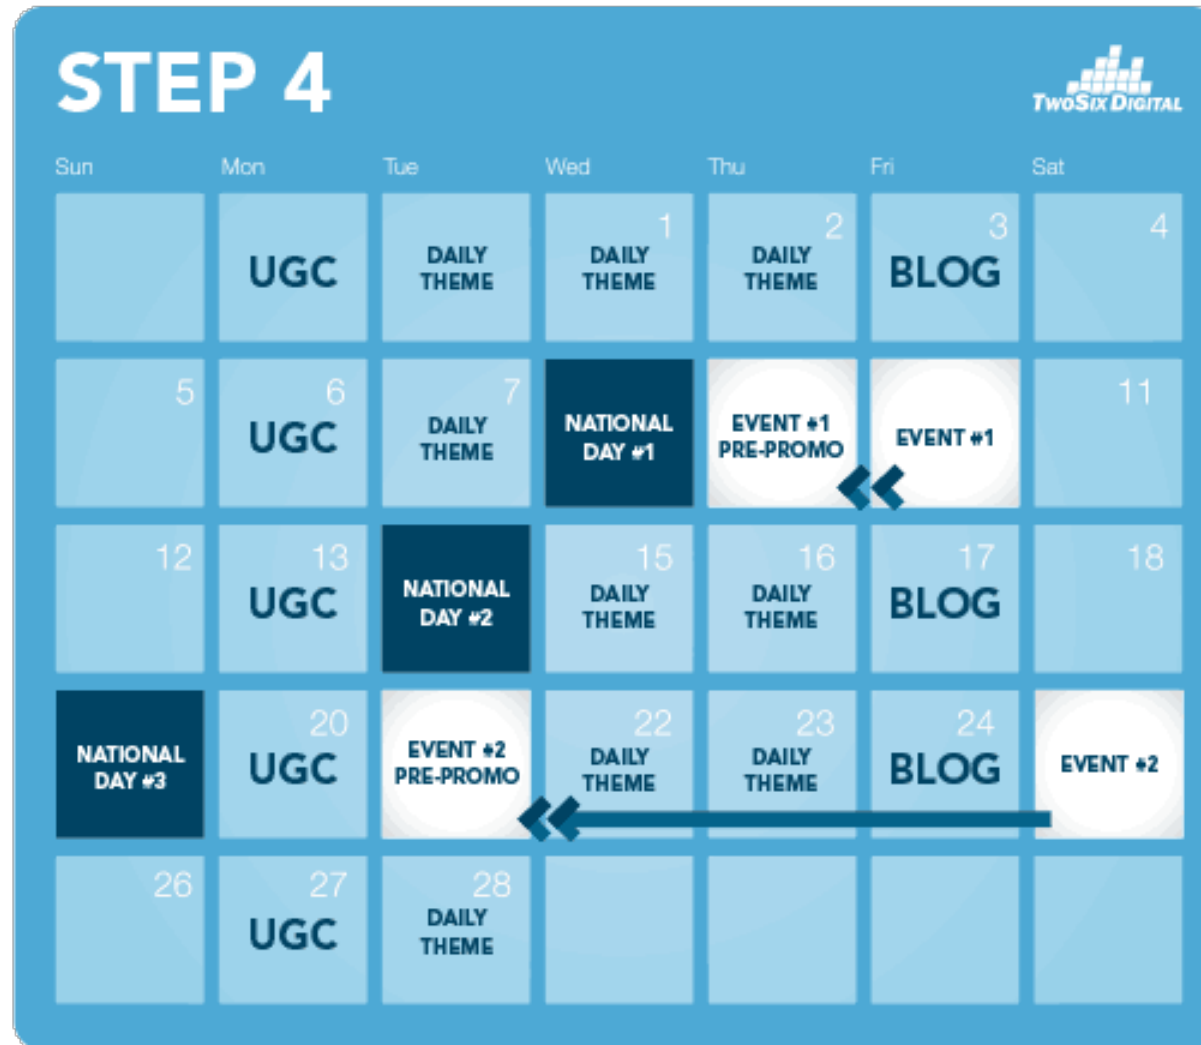 STEP 4
TWOSIX DIGITAL
Sun Mon Tue Wed Thu Fri Sat
1 2 3 4
UGC DAILY THEME DAILY THEME DAILY THEME BLOG
5 6 7 11
UGC DAILY THEME NATIONAL DAY #1 EVENT #1 PRE-PROMO EVENT #1
12 13 15 16 17 18
UGC NATIONAL DAY #2 DAILY THEME DAILY THEME BLOG
20 22 23 24
NATIONAL DAY #3 UGC EVENT #2 PRE-PROMO DAILY THEME DAILY THEME BLOG EVENT #2
26 27 28
UGC DAILY THEME